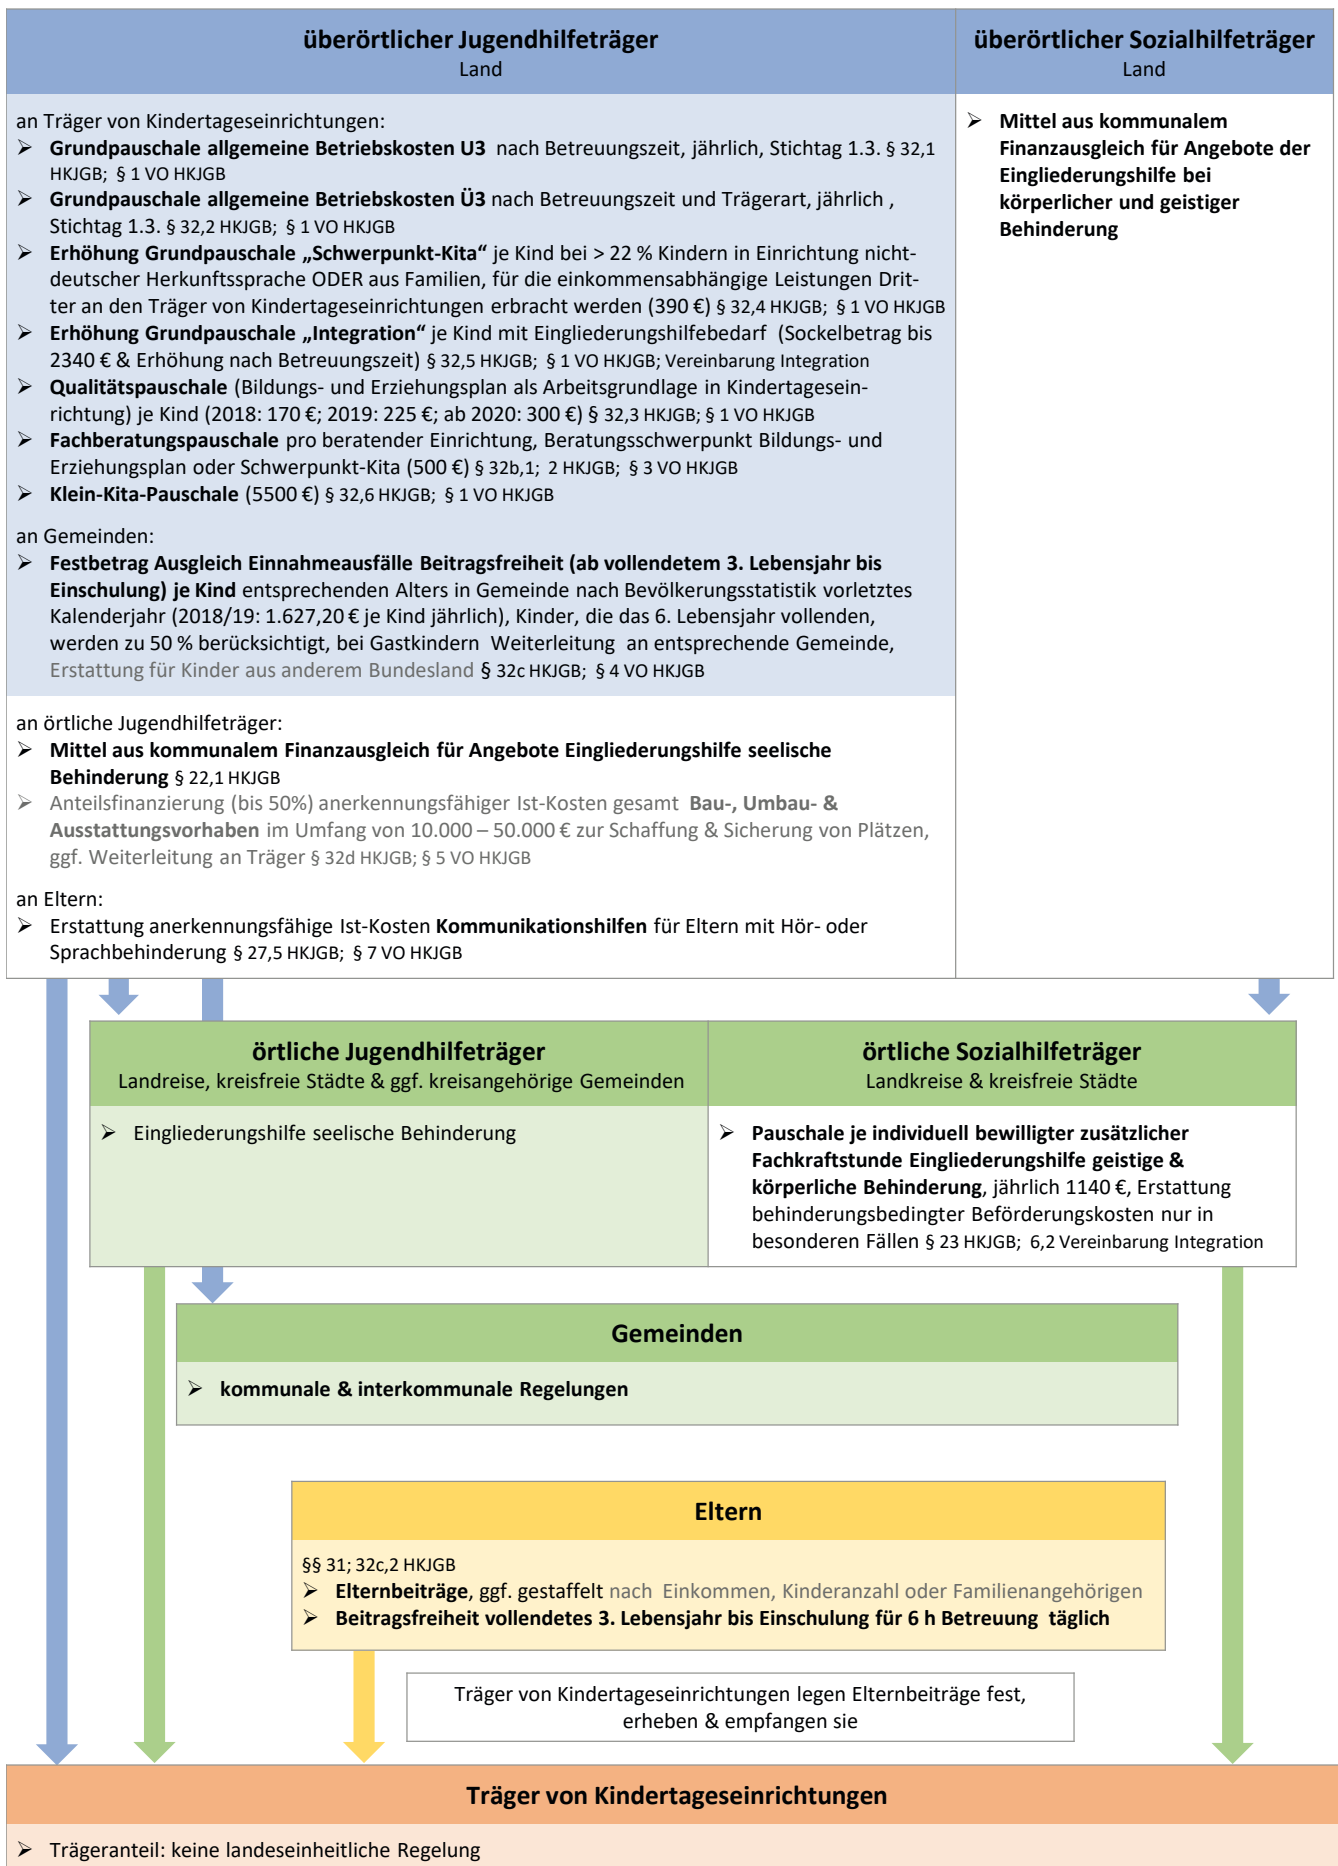 überörtlicher Jugendhilfeträger
Land
an Träger von Kindertageseinrichtungen:
➢ Grundpauschale allgemeine Betriebskosten U3 nach Betreuungszeit, jährlich, Stichtag 1.3. § 32,1
HKJGB; § 1 VO HKJGB
➢ Grundpauschale allgemeine Betriebskosten Ü3 nach Betreuungszeit und Trägerart, jährlich ,
Stichtag 1.3. § 32,2 HKJGB; § 1 VO HKJGB
➢ Erhöhung Grundpauschale „Schwerpunkt-Kita“ je Kind bei > 22 % Kindern in Einrichtung nicht-
deutscher Herkunftssprache ODER aus Familien, für die einkommensabhängige Leistungen Drit-
ter an den Träger von Kindertageseinrichtungen erbracht werden (390 €) § 32,4 HKJGB; § 1 VO HKJGB
➢ Erhöhung Grundpauschale „Integration“ je Kind mit Eingliederungshilfebedarf (Sockelbetrag bis
2340 € & Erhöhung nach Betreuungszeit) § 32,5 HKJGB; § 1 VO HKJGB; Vereinbarung Integration
➢ Qualitätspauschale (Bildungs- und Erziehungsplan als Arbeitsgrundlage in Kindertagesein-
richtung) je Kind (2018: 170 €; 2019: 225 €; ab 2020: 300 €) § 32,3 HKJGB; § 1 VO HKJGB
➢ Fachberatungspauschale pro beratender Einrichtung, Beratungsschwerpunkt Bildungs- und
Erziehungsplan oder Schwerpunkt-Kita (500 €) § 32b,1; 2 HKJGB; § 3 VO HKJGB
➢ Klein-Kita-Pauschale (5500 €) § 32,6 HKJGB; § 1 VO HKJGB
an Gemeinden:
➢ Festbetrag Ausgleich Einnahmeausfälle Beitragsfreiheit (ab vollendetem 3. Lebensjahr bis
Einschulung) je Kind entsprechenden Alters in Gemeinde nach Bevölkerungsstatistik vorletztes
Kalenderjahr (2018/19: 1.627,20 € je Kind jährlich), Kinder, die das 6. Lebensjahr vollenden,
werden zu 50 % berücksichtigt, bei Gastkindern Weiterleitung an entsprechende Gemeinde,
Erstattung für Kinder aus anderem Bundesland § 32c HKJGB; § 4 VO HKJGB
an örtliche Jugendhilfeträger:
➢ Mittel aus kommunalem Finanzausgleich für Angebote Eingliederungshilfe seelische
Behinderung § 22,1 HKJGB
➢ Anteilsfinanzierung (bis 50%) anerkennungsfähiger Ist-Kosten gesamt Bau-, Umbau- &
Ausstattungsvorhaben im Umfang von 10.000 – 50.000 € zur Schaffung & Sicherung von Plätzen,
ggf. Weiterleitung an Träger § 32d HKJGB; § 5 VO HKJGB
an Eltern:
➢ Erstattung anerkennungsfähige Ist-Kosten Kommunikationshilfen für Eltern mit Hör- oder
Sprachbehinderung § 27,5 HKJGB; § 7 VO HKJGB
überörtlicher Sozialhilfeträger
Land
➢ Mittel aus kommunalem
Finanzausgleich für Angebote der
Eingliederungshilfe bei
körperlicher und geistiger
Behinderung
örtliche Jugendhilfeträger
Landreise, kreisfreie Städte & ggf. kreisangehörige Gemeinden
➢ Eingliederungshilfe seelische Behinderung
örtliche Sozialhilfeträger
Landkreise & kreisfreie Städte
➢ Pauschale je individuell bewilligter zusätzlicher
Fachkraftstunde Eingliederungshilfe geistige &
körperliche Behinderung, jährlich 1140 €, Erstattung
behinderungsbedingter Beförderungskosten nur in
besonderen Fällen § 23 HKJGB; 6,2 Vereinbarung Integration
Gemeinden
➢ kommunale & interkommunale Regelungen
Eltern
§§ 31; 32c,2 HKJGB
➢ Elternbeiträge, ggf. gestaffelt nach Einkommen, Kinderanzahl oder Familienangehörigen
➢ Beitragsfreiheit vollendetes 3. Lebensjahr bis Einschulung für 6 h Betreuung täglich
Träger von Kindertageseinrichtungen legen Elternbeiträge fest,
erheben & empfangen sie
Träger von Kindertageseinrichtungen
➢ Trägeranteil: keine landeseinheitliche Regelung